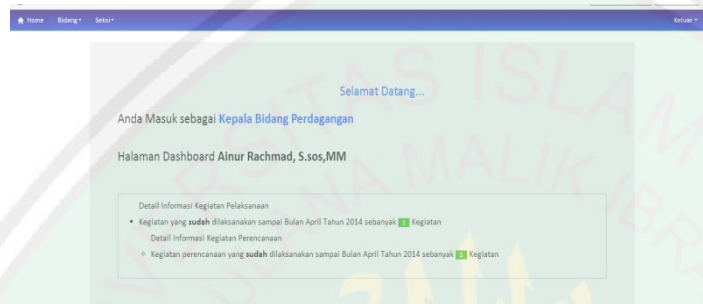 Home Bidang Seksi Keluar
Selamat Datang...
Anda Masuk sebagai Kepala Bidang Perdagangan
Halaman Dashboard Ainur Rachmad, S.sos,MM
Detail Informasi Kegiatan Pelaksanaan
Kegiatan yang sudah dilaksanakan sampai Bulan April Tahun 2014 sebanyak Kegiatan
Detail Informasi Kegiatan Perencanaan
Kegiatan perencanaan yang sudah dilaksanakan sampai Bulan April Tahun 2014 sebanyak Kegiatan